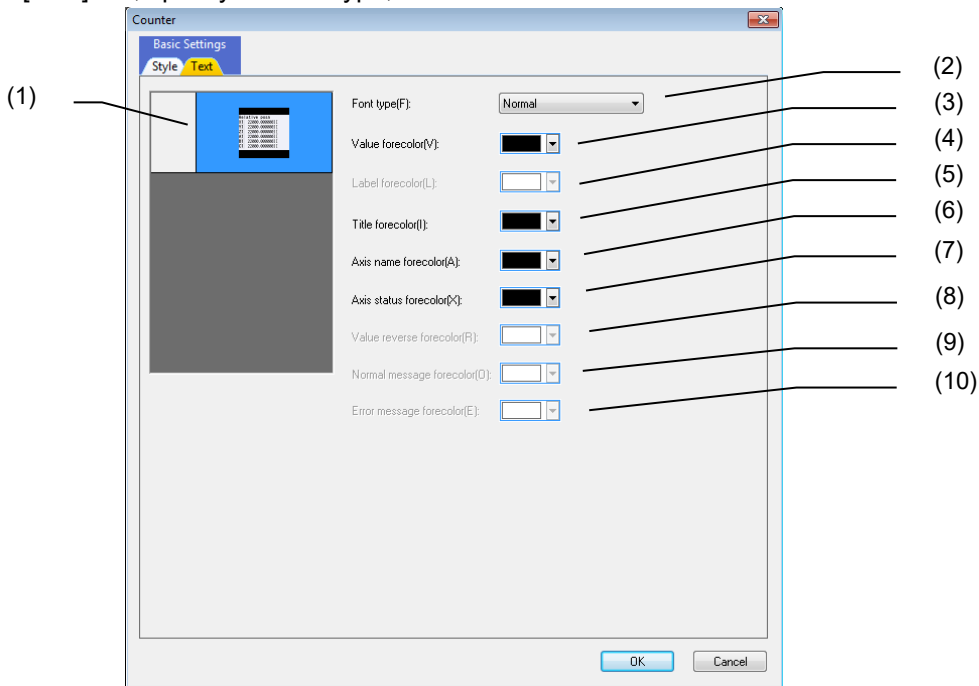 Counter
Basic Settings
Style Text
(1)
Font type(F): Normal (2)
Value forecolor(V): (3)
Label forecolor(L): (4)
Title forecolor(I): (5)
Axis name forecolor(A): (6)
Axis status forecolor(X): (7)
Value reverse forecolor(R): (8)
Normal message forecolor(O): (9)
Error message forecolor(E): (10)
OK Cancel